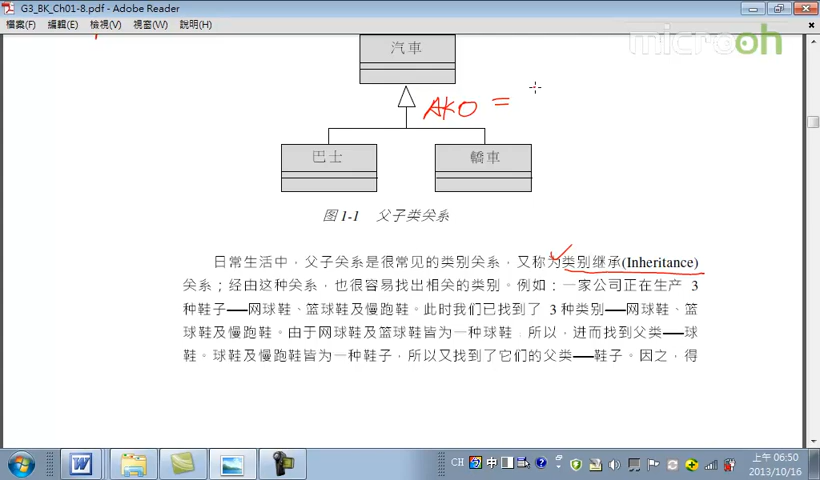 G3_BK_Ch01-8.pdf - Adobe Reader
檔案(F) 編輯(E) 檢視(V) 視窗(W) 說明(H)
microoh
汽車
AKO =
巴士 轎車
图 1-1 父子类关系
日常生活中，父子关系是很常见的类别关系，又称为类别继承(Inheritance)
关系；经由这种关系，也很容易找出相关的类别。例如：一家公司正在生产 3
种鞋子──网球鞋、篮球鞋及慢跑鞋。此时我们已找到了 3 种类别──网球鞋、篮
球鞋及慢跑鞋。由于网球鞋及篮球鞋皆为一种球鞋，所以，进而找到父类──球
鞋。球鞋及慢跑鞋皆为一种鞋子，所以又找到了它们的父类──鞋子。因之，得
CH 中 上午 06:50
2013/10/16